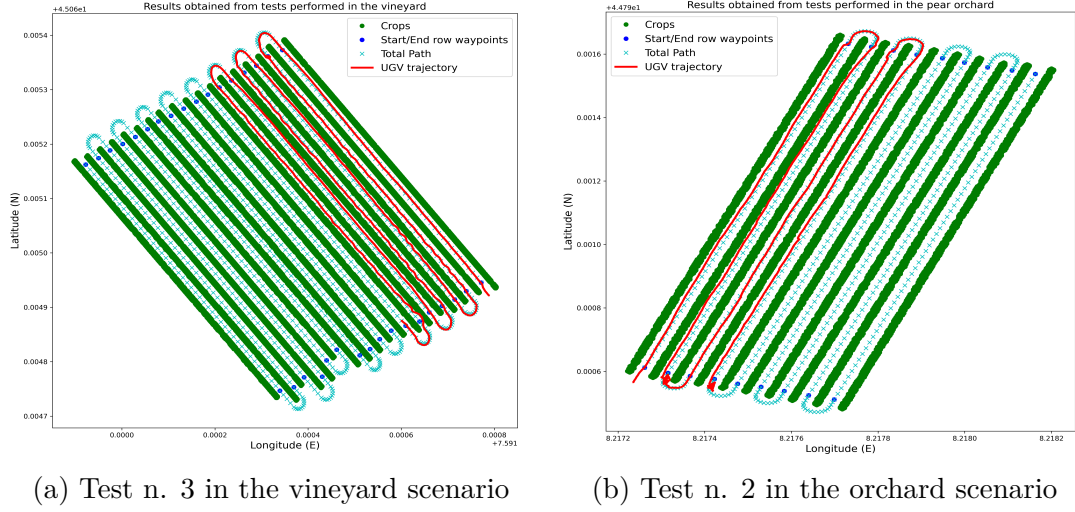 Results obtained from tests performed in the vineyard
+4.506e1
Crops
Start/End row waypoints
Total Path
UGV trajectory
0.0054
0.0053
0.0052
0.0051
0.0050
0.0049
0.0048
0.0047
Latitude (N)
0.0000
0.0002
0.0004
0.0006
0.0008
+7.591
Longitude (E)
(a) Test n. 3 in the vineyard scenario
Results obtained from tests performed in the pear orchard
+4.479e1
Crops
Start/End row waypoints
Total Path
UGV trajectory
0.0016
0.0014
0.0012
0.0010
0.0008
0.0006
Latitude (N)
8.2172
8.2174
8.2176
8.2178
8.2180
8.2182
Longitude (E)
(b) Test n. 2 in the orchard scenario